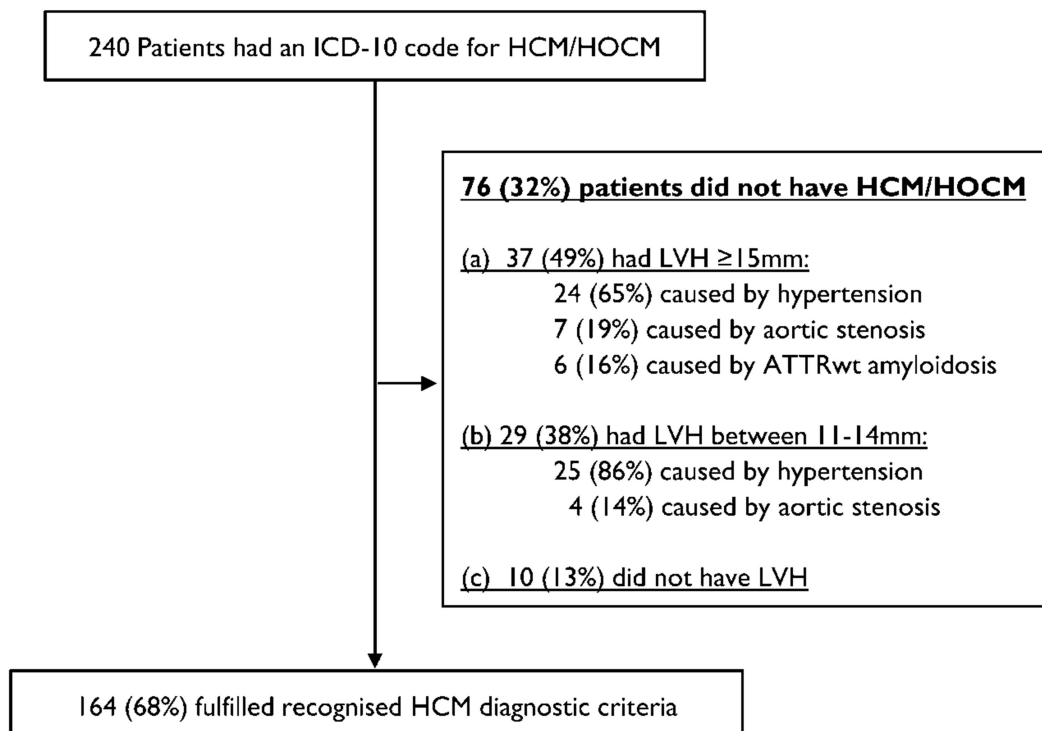 240 Patients had an ICD-10 code for HCM/HOCM
76 (32%) patients did not have HCM/HOCM
(a) 37 (49%) had LVH ≥15mm:
24 (65%) caused by hypertension
7 (19%) caused by aortic stenosis
6 (16%) caused by ATTRwt amyloidosis
(b) 29 (38%) had LVH between 11-14mm:
25 (86%) caused by hypertension
4 (14%) caused by aortic stenosis
(c) 10 (13%) did not have LVH
164 (68%) fulfilled recognised HCM diagnostic criteria